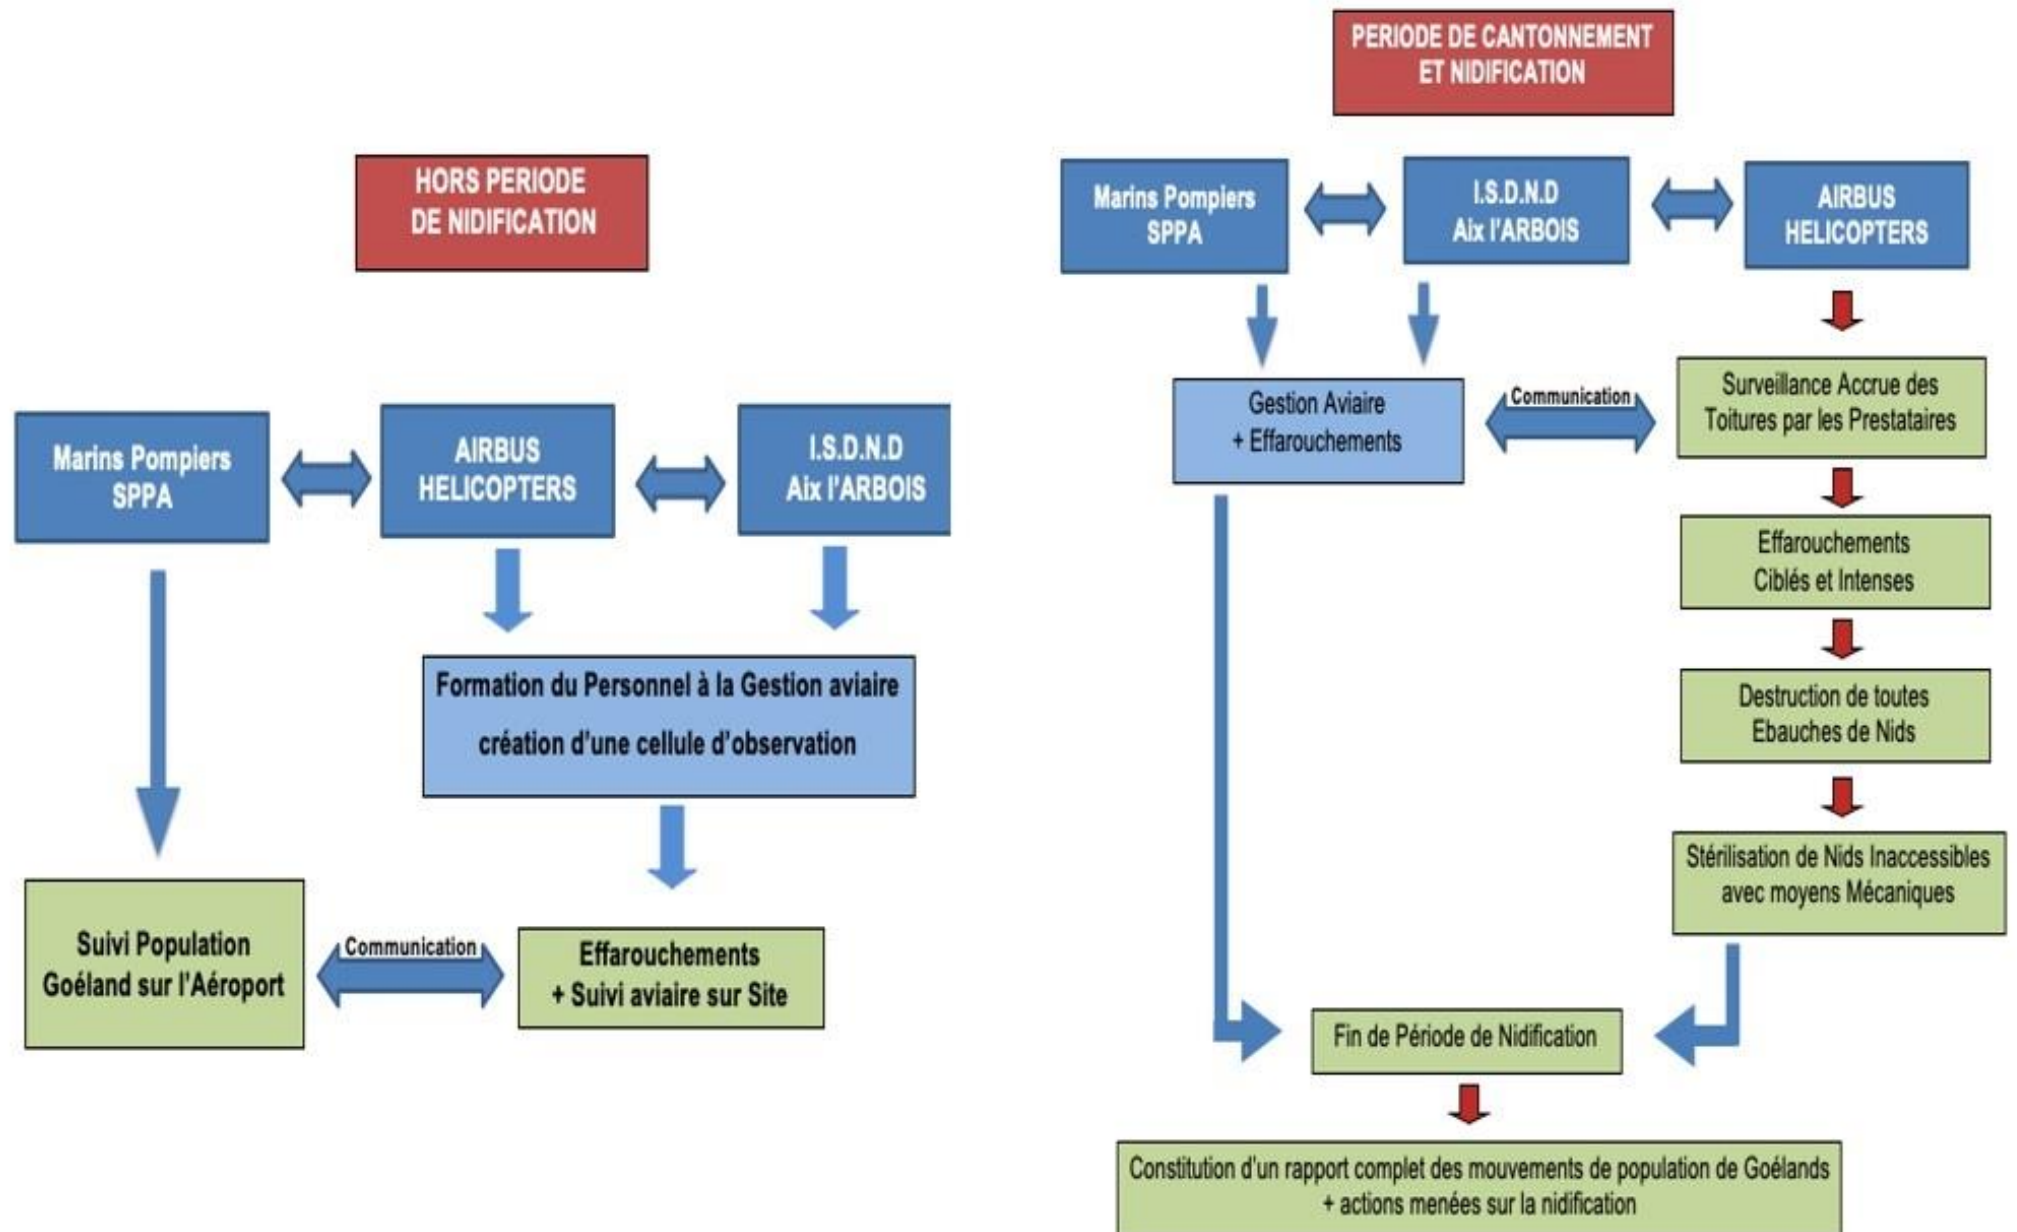 HORS PERIODE
DE NIDIFICATION
Marins Pompiers
SPPA
AIRBUS
HELICOPTERS
I.S.D.N.D
Aix l'ARBOIS
Formation du Personnel à la Gestion aviaire
création d'une cellule d'observation
Suivi Population
Goéland sur l'Aéroport
Communication
Effarouchements
+ Suivi aviaire sur Site
PERIODE DE CANTONNEMENT
ET NIDIFICATION
Marins Pompiers
SPPA
I.S.D.N.D
Aix l'ARBOIS
AIRBUS
HELICOPTERS
Gestion Aviaire
+ Effarouchements
Communication
Surveillance Accrue des
Toitures par les Prestataires
Effarouchements
Ciblés et Intenses
Destruction de toutes
Ebauches de Nids
Stérilisation de Nids Inaccessibles
avec moyens Mécaniques
Fin de Période de Nidification
Constitution d'un rapport complet des mouvements de population de Goélands
+ actions menées sur la nidification